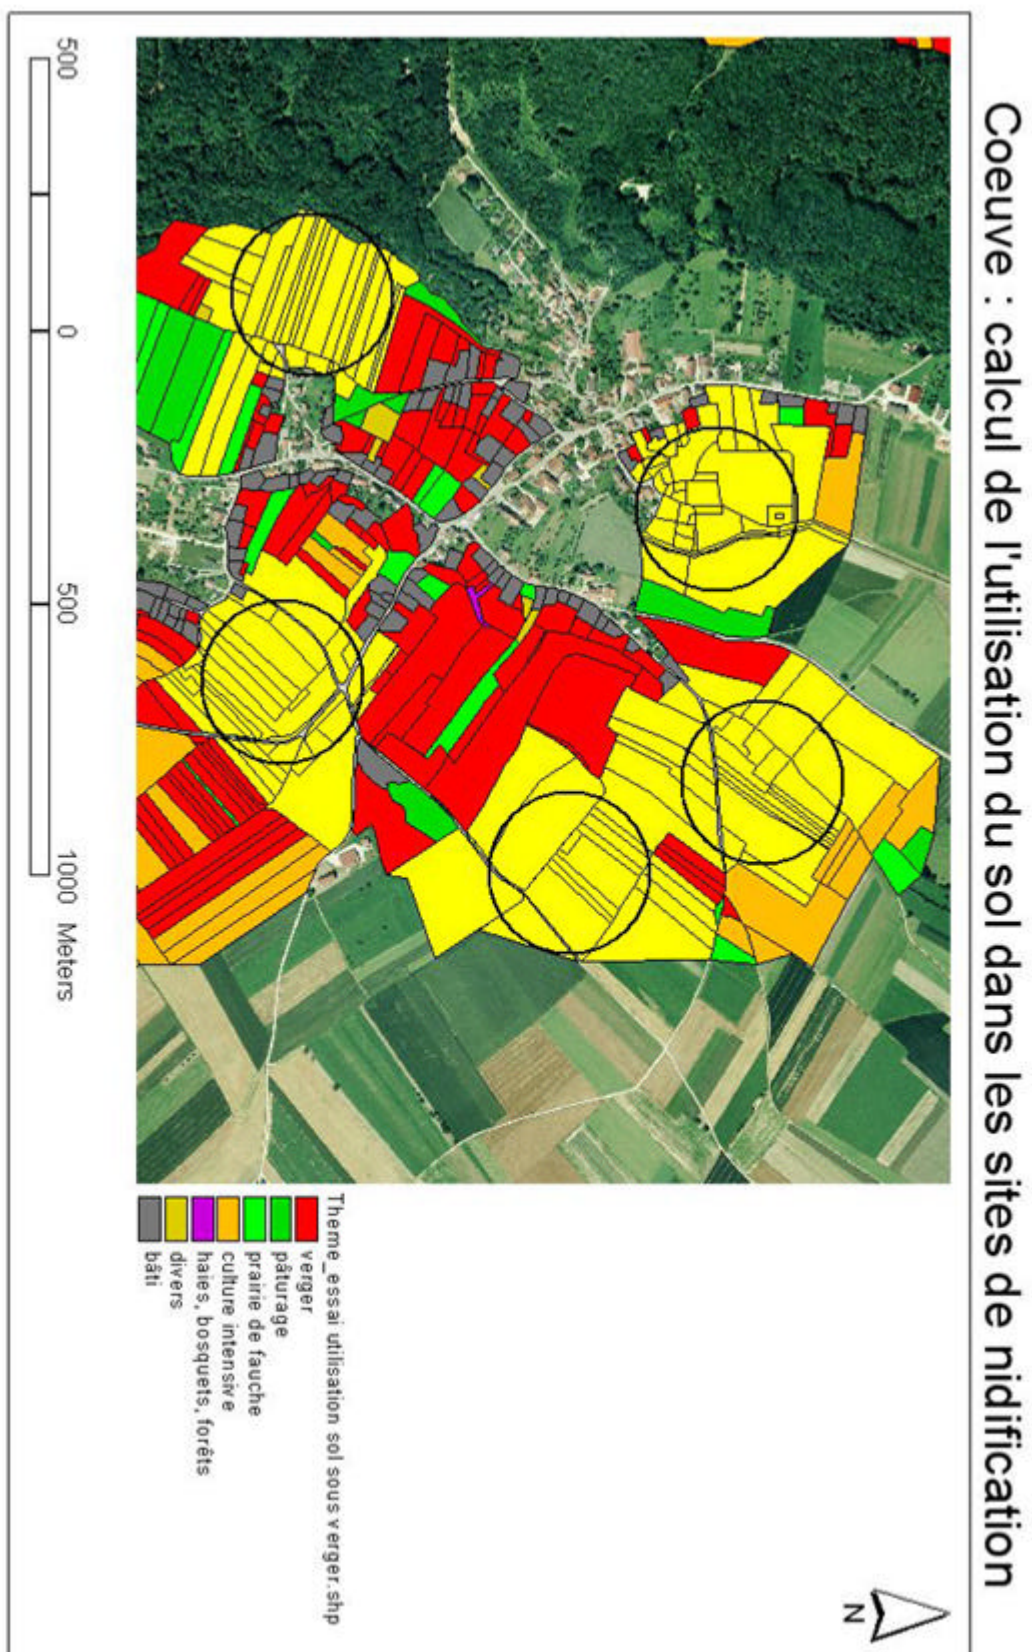 Coeuve : calcul de l'utilisation du sol dans les sites de nidification
N
Theme_essai utilisation sol sous verger.shp
verger
pâturage
prairie de fauche
culture intensive
haies, bosquets, forêts
divers
bâti
500 0 500 1000 Meters